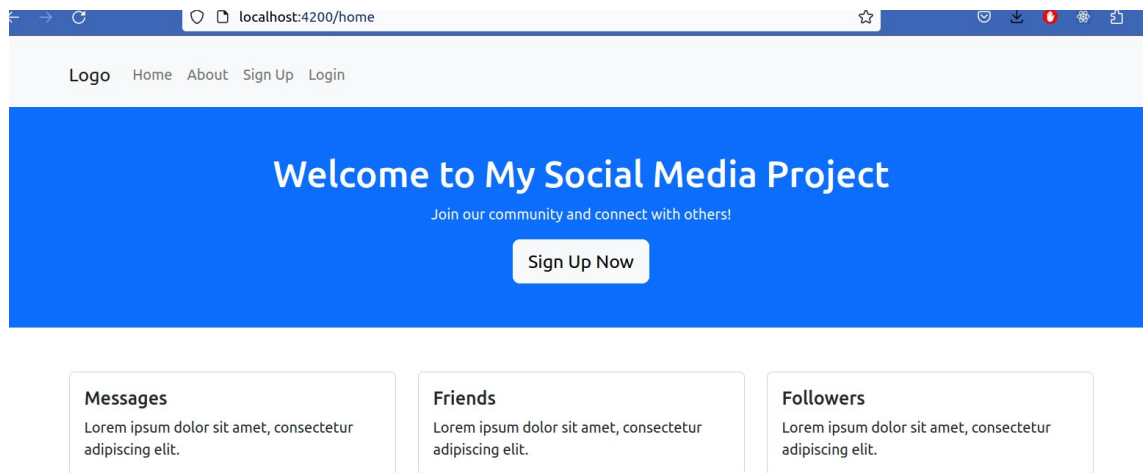 localhost:4200/home
Logo Home About Sign Up Login
Welcome to My Social Media Project
Join our community and connect with others!
Sign Up Now
Messages
Lorem ipsum dolor sit amet, consectetur
adipiscing elit.
Friends
Lorem ipsum dolor sit amet, consectetur
adipiscing elit.
Followers
Lorem ipsum dolor sit amet, consectetur
adipiscing elit.